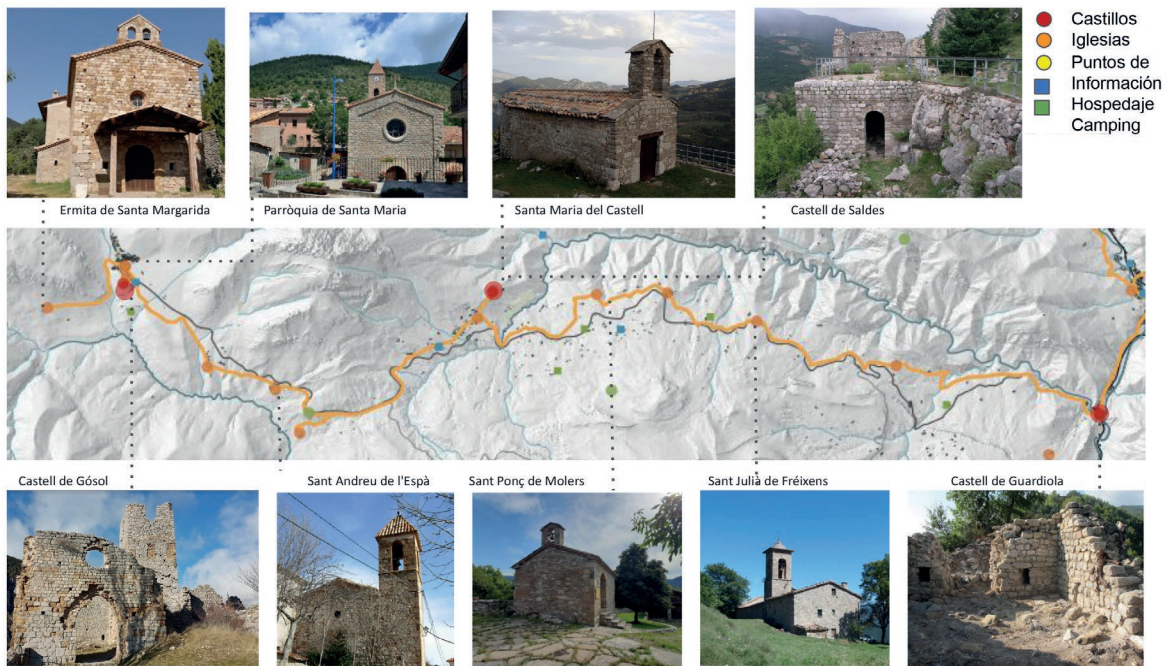 Castillos
Iglesias
Puntos de
Información
Hospedaje
Camping
Ermita de Santa Margarida
Parròquia de Santa Maria
Santa Maria del Castell
Castell de Saldes
Castell de Gósol
Sant Andreu de l'Espà
Sant Ponç de Molers
Sant Julià de Fréixens
Castell de Guardiola